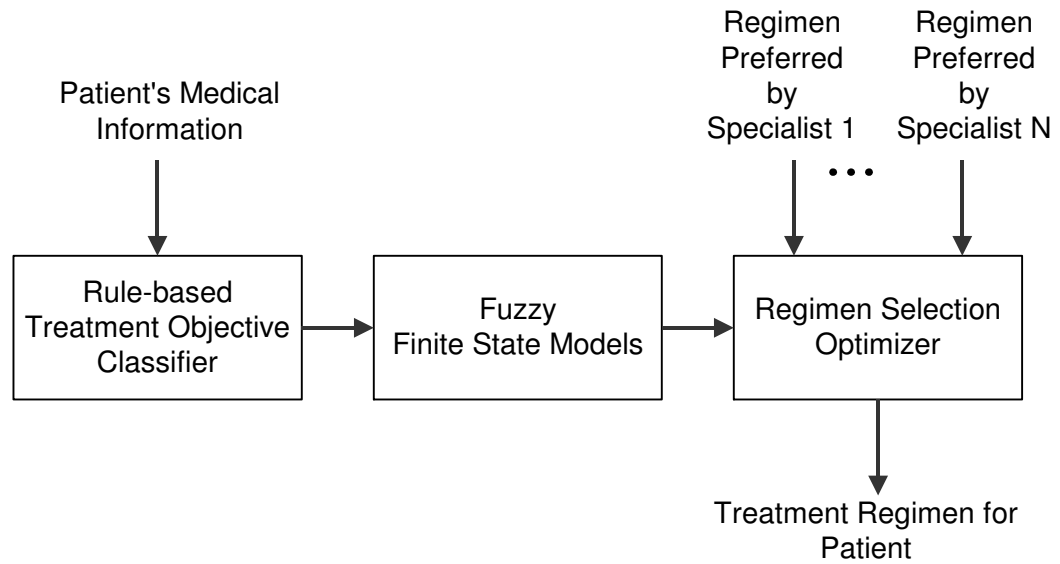 Patient's Medical
Information
Regimen
Preferred
by
Specialist 1
...
Regimen
Preferred
by
Specialist N
Rule-based
Treatment Objective
Classifier
Fuzzy
Finite State Models
Regimen Selection
Optimizer
Treatment Regimen for
Patient